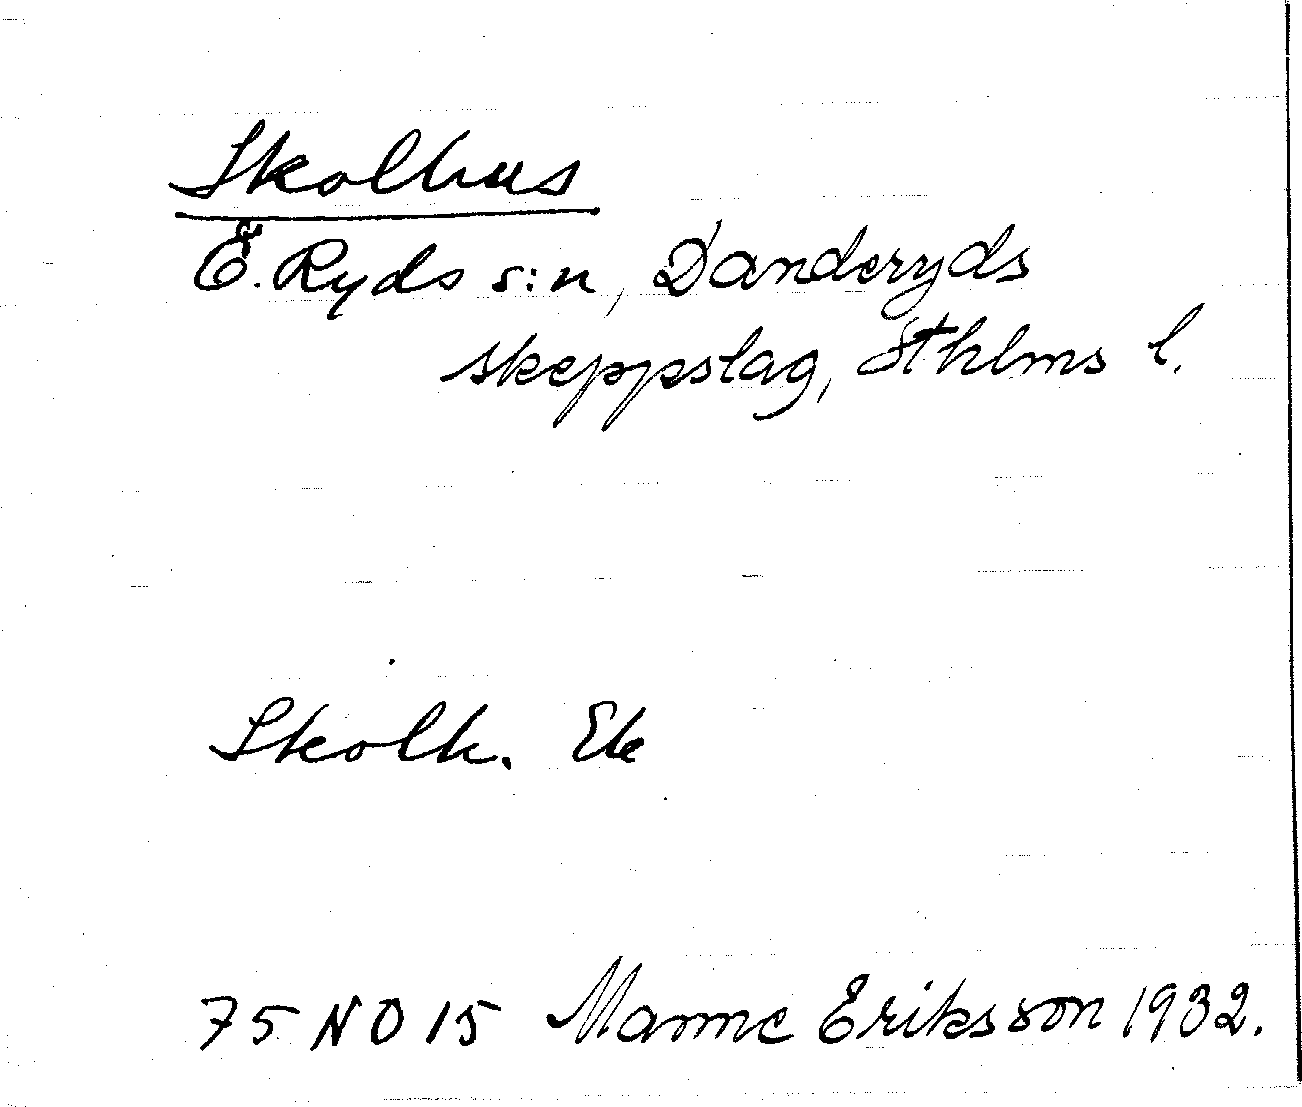 Skolhus
Ö. Ryds s:n, Danderyds
skeppslag, Sthlms l.
Skolh. Ek
75 NO 15 Manne Eriksson 1932.